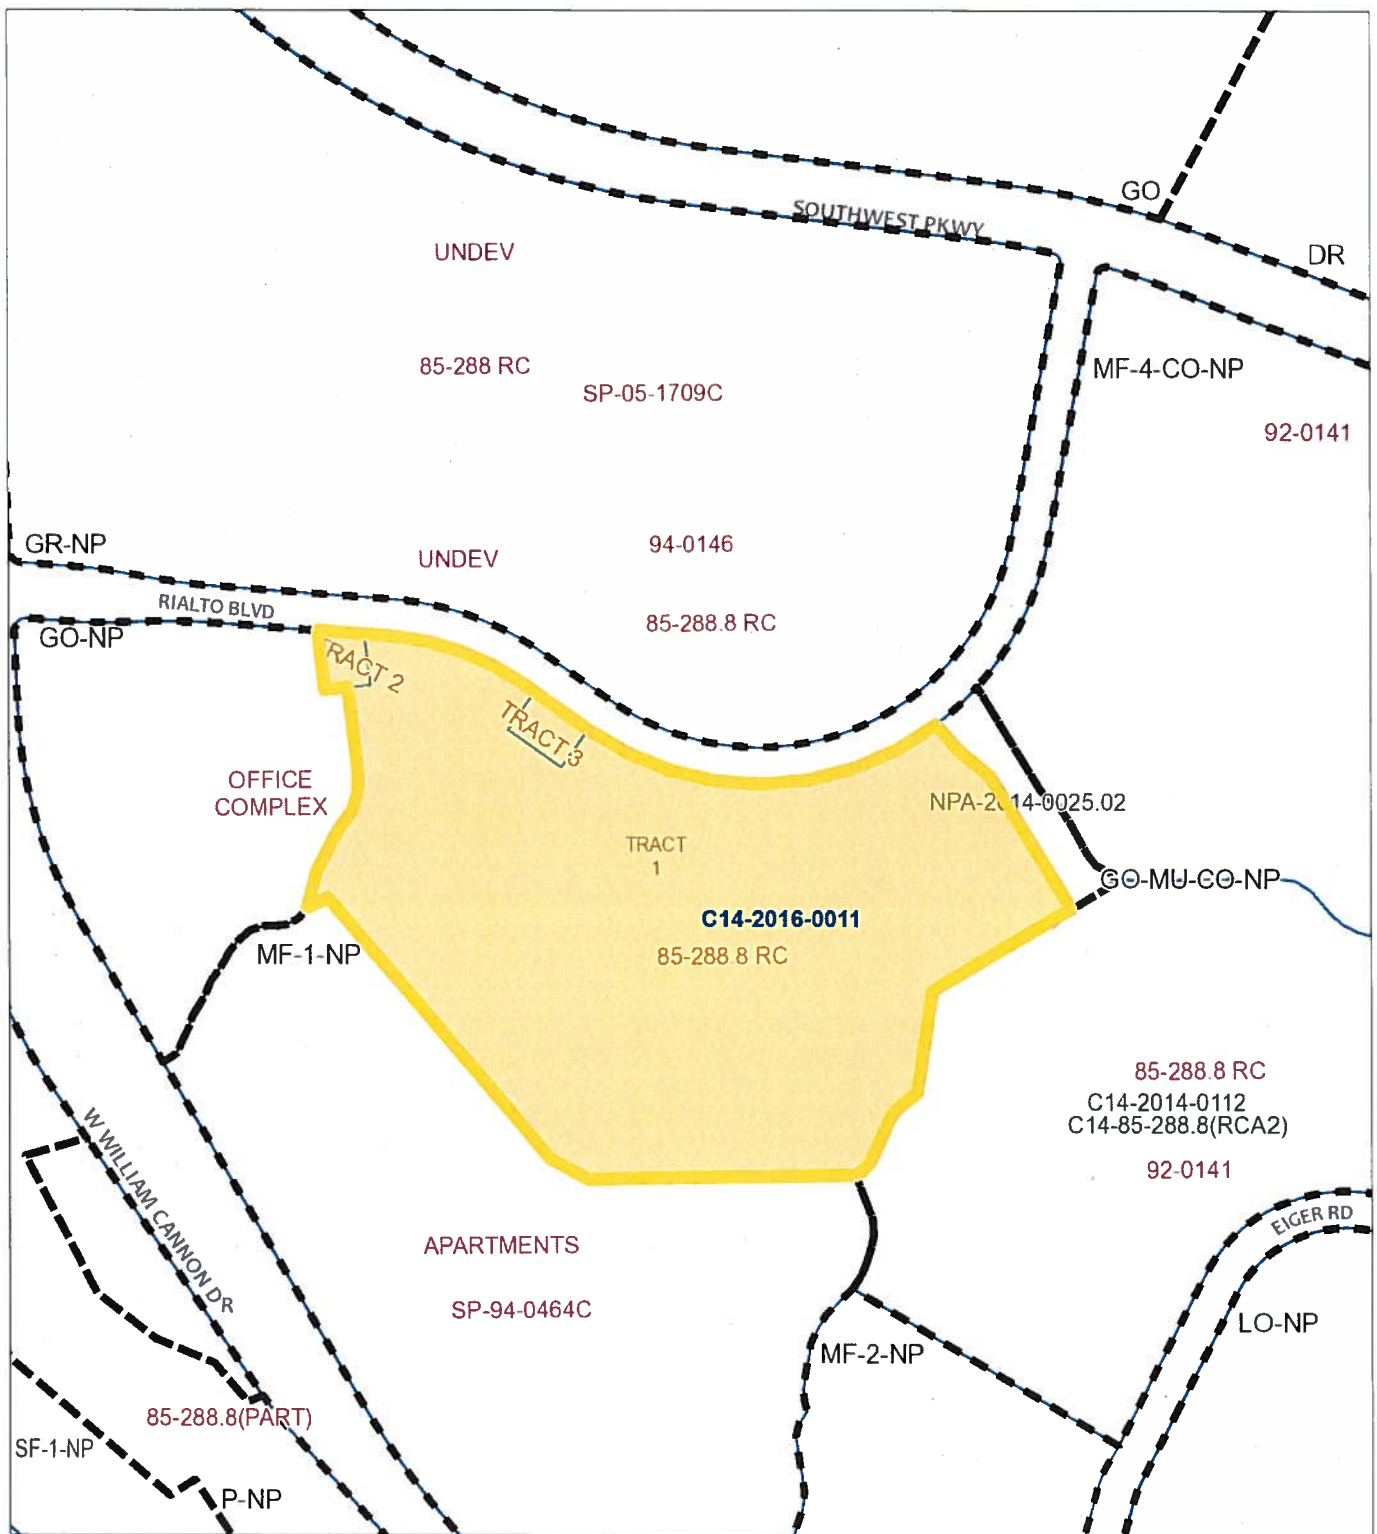 GO
SOUTHWEST PKWY
DR
UNDEV
85-288 RC
SP-05-1709C
MF-4-CO-NP
92-0141
GR-NP
UNDEV
94-0146
RIALTO BLVD
85-288.8 RC
GO-NP
RACT 2
TRACT 3
OFFICE
COMPLEX
NPA-2014-0025.02
TRACT
1
GO-MU-CO-NP
C14-2016-0011
MF-1-NP
85-288.8 RC
85-288.8 RC
C14-2014-0112
C14-85-288.8(RCA2)
92-0141
W WILLIAM CANNON DR
EIGER RD
APARTMENTS
SP-94-0464C
LO-NP
MF-2-NP
85-288.8(PART)
SF-1-NP
P-NP